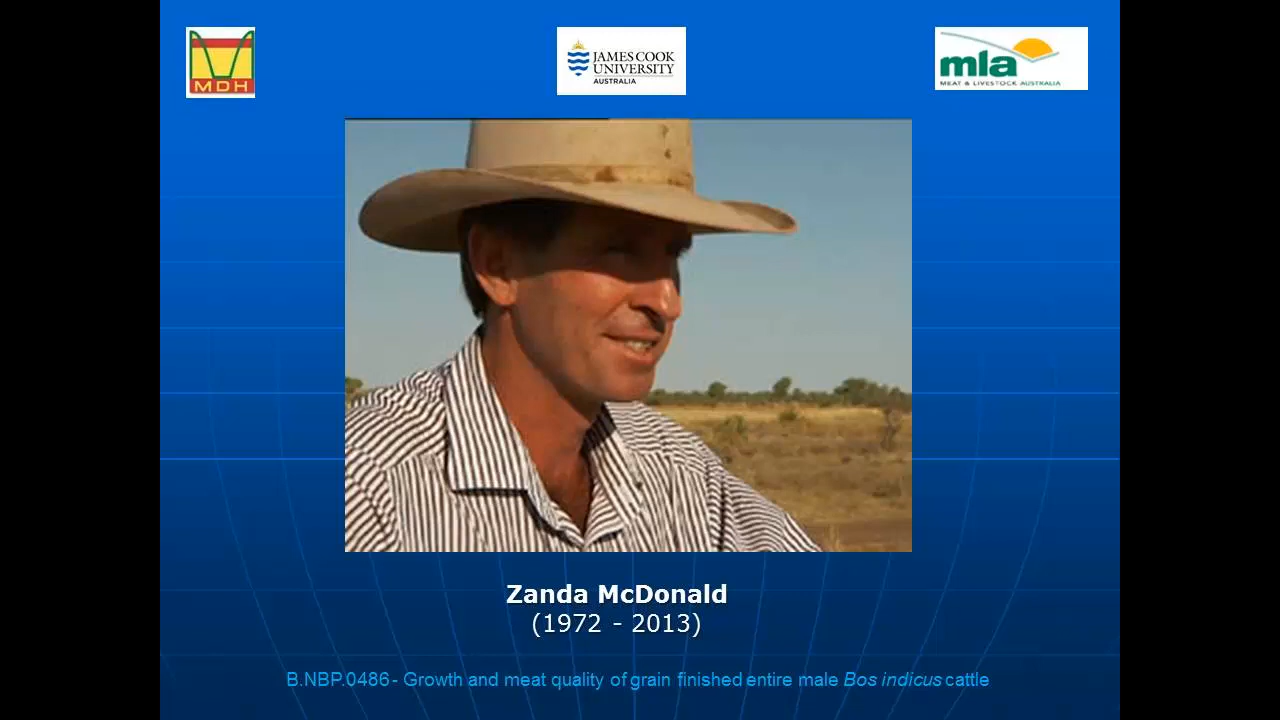 MDH
JAMES COOK
UNIVERSITY
AUSTRALIA
mla
MEAT & LIVESTOCK AUSTRALIA
Zanda McDonald
(1972 - 2013)
B.NBP.0486 - Growth and meat quality of grain finished entire male Bos indicus cattle